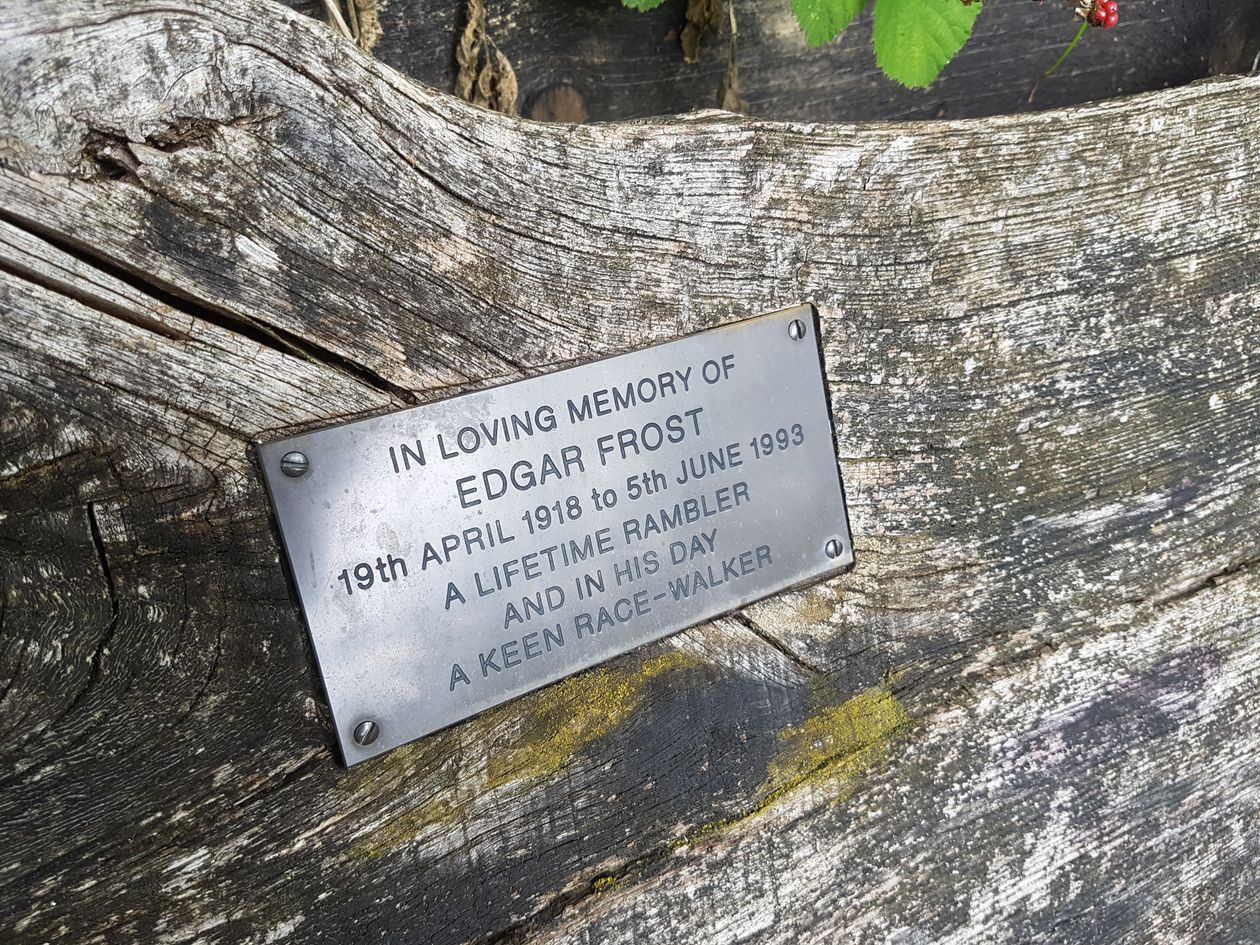 IN LOVING MEMORY OF
EDGAR FROST
19th APRIL 1918 to 5th JUNE 1993
A LIFETIME RAMBLER
AND IN HIS DAY
A KEEN RACE-WALKER